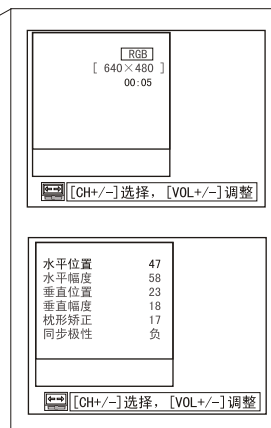 RGB
[ 640×480 ]
00:05
[CH+/-]选择，[VOL+/-]调整
水平位置 47
水平幅度 58
垂直位置 23
垂直幅度 18
枕形矫正 17
同步极性 负
[CH+/-]选择，[VOL+/-]调整